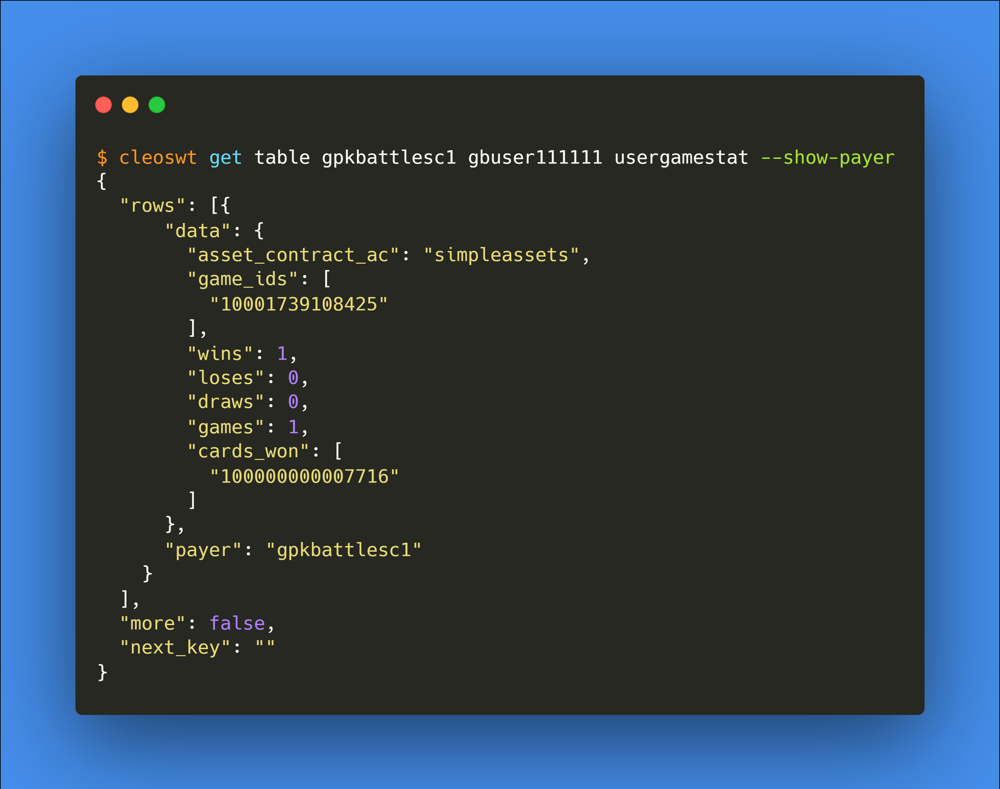 $ cleoswt get table gpkbattlesc1 gbuser111111 usergamestat --show-payer
{
  "rows": [{
      "data": {
        "asset_contract_ac": "simpleassets",
        "game_ids": [
          "10001739108425"
        ],
        "wins": 1,
        "loses": 0,
        "draws": 0,
        "games": 1,
        "cards_won": [
          "100000000007716"
        ]
      },
      "payer": "gpkbattlesc1"
    }
  ],
  "more": false,
  "next_key": ""
}